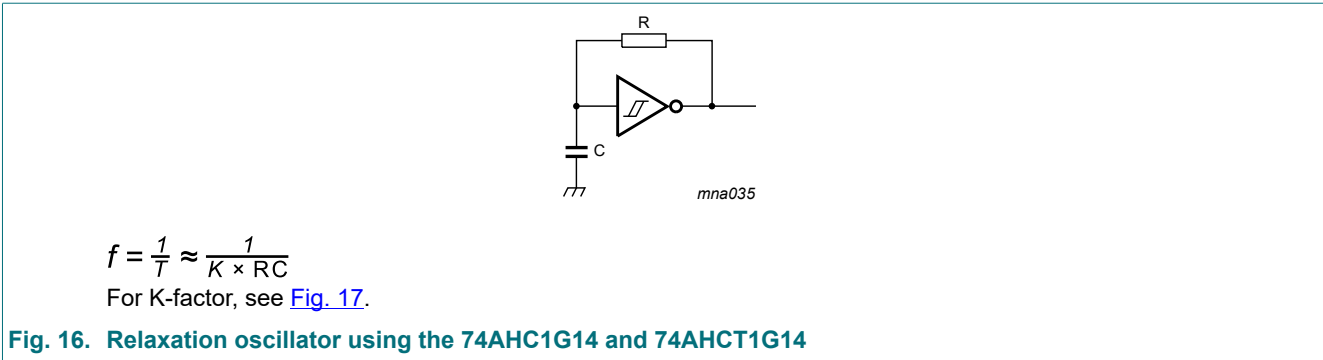 R
C
mna035
f = 1/T ≈ 1/(K × RC)
For K-factor, see Fig. 17.
Fig. 16. Relaxation oscillator using the 74AHC1G14 and 74AHCT1G14